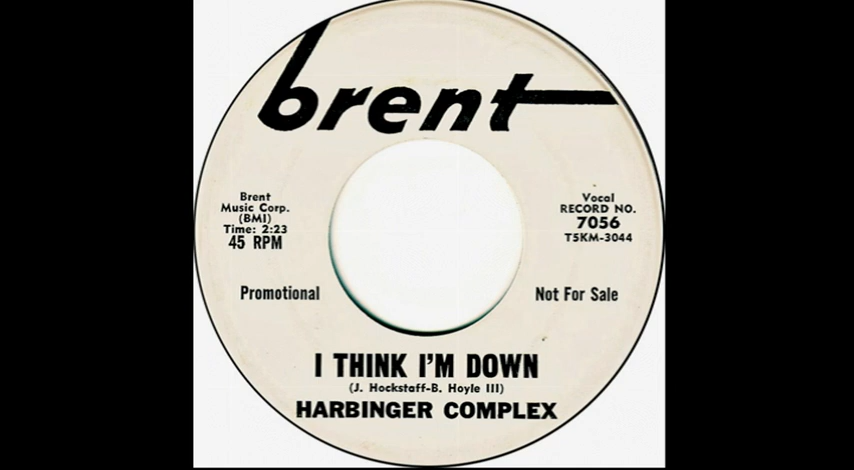 brent
Brent
Music Corp.
(BMI)
Time: 2:23
45 RPM
Vocal
RECORD NO.
7056
T5KM-3044
Promotional
Not For Sale
I THINK I'M DOWN
(J. Hockstaff-B. Hoyle III)
HARBINGER COMPLEX